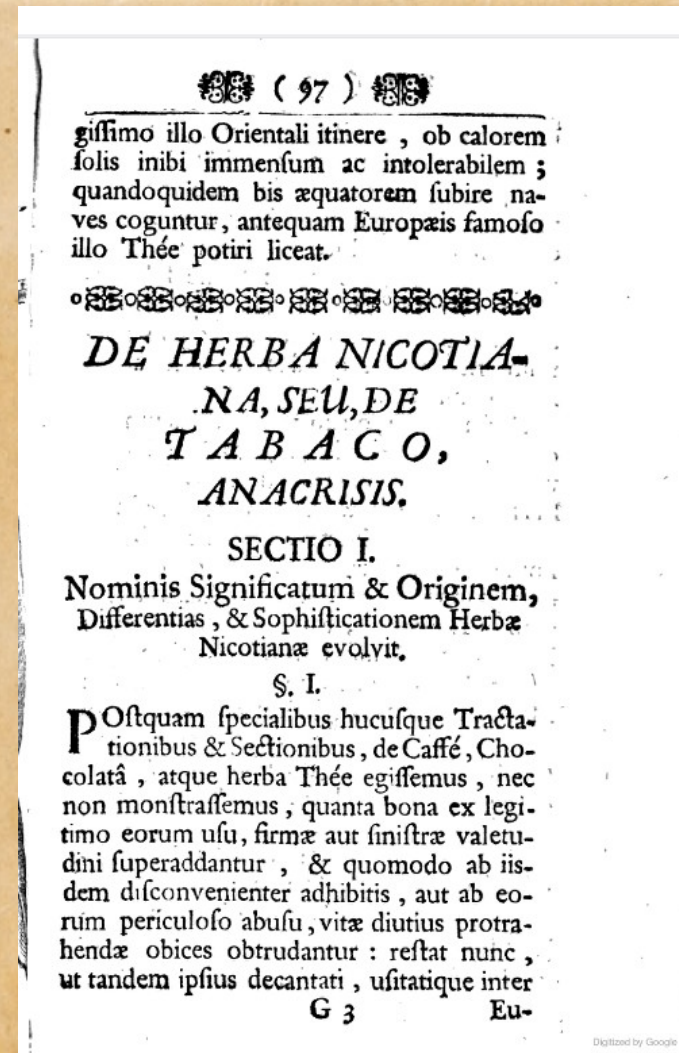 ( 97 )
giſſimo illo Orientali itinere , ob calorem
ſolis inibi immenſum ac intolerabilem ;
quandoquidem bis æquatorem ſubire na-
ves coguntur, antequam Europæis famoſo
illo Thée potiri liceat.
DE HERBA NICOTIA-
NA, SEU, DE
TABACO,
ANACRISIS.
SECTIO I.
Nominis Significatum & Originem,
Differentias , & Sophiſticationem Herbæ
Nicotianæ evolvit.
§. I.
POſtquam ſpecialibus hucuſque Tracta-
tionibus & Sectionibus , de Caffé, Cho-
colatâ , atque herba Thée egiſſemus , nec
non monſtraſſemus , quanta bona ex legi-
timo eorum uſu, firmæ aut ſiniſtræ valetu-
dini ſuperaddantur , & quomodo ab iis-
dem diſconvenienter adhibitis , aut ab eo-
rum periculoſo abuſu, vitæ diutius protra-
hendæ obices obtrudantur : reſtat nunc ,
ut tandem ipſius decantati , uſitatique inter
G 3 Eu-
Digitized by Google